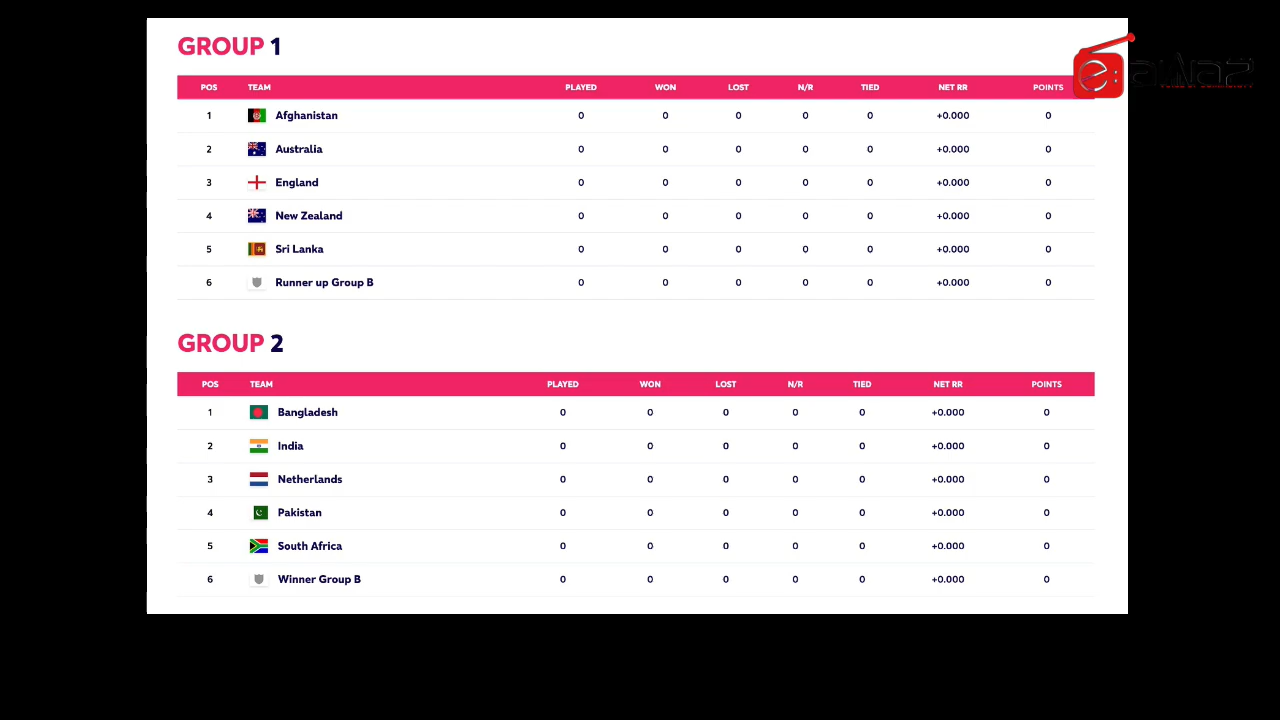 GROUP 1
POS TEAM PLAYED WON LOST N/R TIED NET RR POINTS
1 Afghanistan 0 0 0 0 0 +0.000 0
2 Australia 0 0 0 0 0 +0.000 0
3 England 0 0 0 0 0 +0.000 0
4 New Zealand 0 0 0 0 0 +0.000 0
5 Sri Lanka 0 0 0 0 0 +0.000 0
6 Runner up Group B 0 0 0 0 0 +0.000 0
GROUP 2
POS TEAM PLAYED WON LOST N/R TIED NET RR POINTS
1 Bangladesh 0 0 0 0 0 +0.000 0
2 India 0 0 0 0 0 +0.000 0
3 Netherlands 0 0 0 0 0 +0.000 0
4 Pakistan 0 0 0 0 0 +0.000 0
5 South Africa 0 0 0 0 0 +0.000 0
6 Winner Group B 0 0 0 0 0 +0.000 0